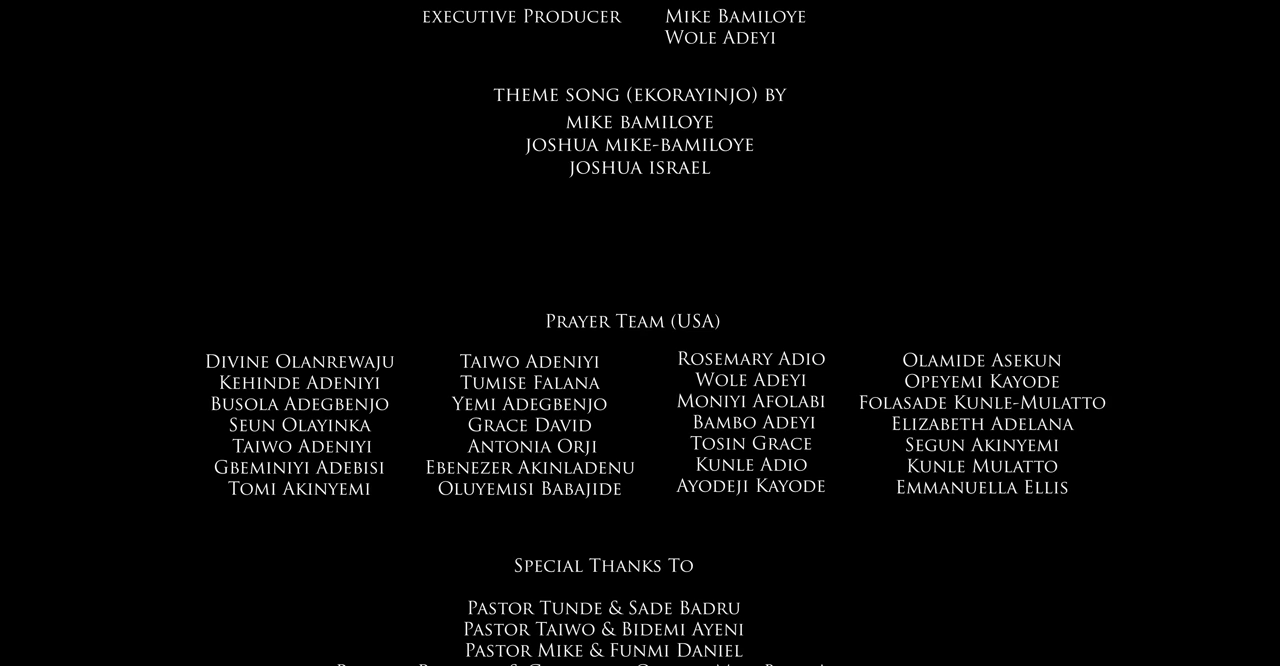 EXECUTIVE PRODUCER MIKE BAMILOYE
WOLE ADEYI
THEME SONG (EKORAYINJO) BY
MIKE BAMILOYE
JOSHUA MIKE-BAMILOYE
JOSHUA ISRAEL
PRAYER TEAM (USA)
DIVINE OLANREWAJU TAIWO ADENIYI ROSEMARY ADIO OLAMIDE ASEKUN
KEHINDE ADENIYI TUMISE FALANA WOLE ADEYI OPEYEMI KAYODE
BUSOLA ADEGBENJO YEMI ADEGBENJO MONIYI AFOLABI FOLASADE KUNLE-MULATTO
SEUN OLAYINKA GRACE DAVID BAMBO ADEYI ELIZABETH ADELANA
TAIWO ADENIYI ANTONIA ORJI TOSIN GRACE SEGUN AKINYEMI
GBEMINIYI ADEBISI EBENEZER AKINLADENU KUNLE ADIO KUNLE MULATTO
TOMI AKINYEMI OLUYEMISI BABAJIDE AYODEJI KAYODE EMMANUELLA ELLIS
SPECIAL THANKS TO
PASTOR TUNDE & SADE BADRU
PASTOR TAIWO & BIDEMI AYENI
PASTOR MIKE & FUNMI DANIEL